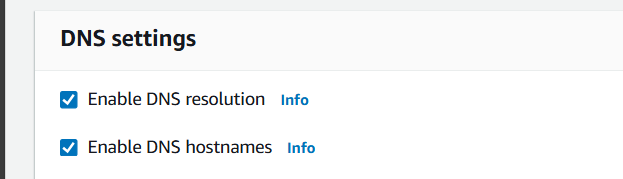 DNS settings
Enable DNS resolution Info
Enable DNS hostnames Info